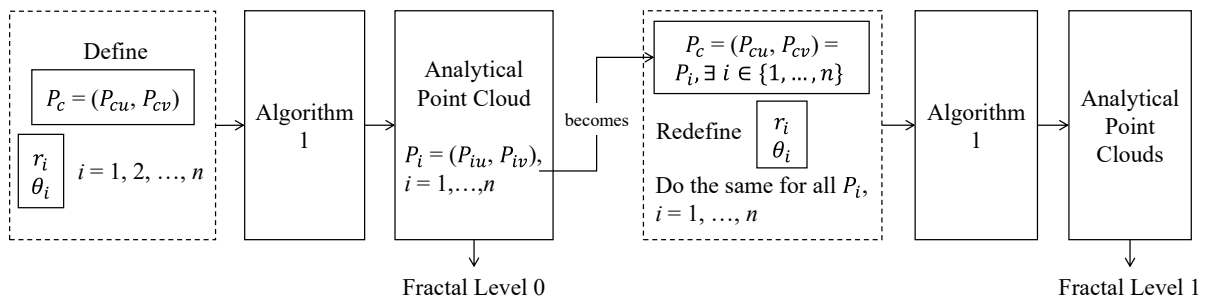 Define
P_c = (P_cu, P_cv)
r_i
θ_i
i = 1, 2, …, n
Algorithm
1
Analytical
Point Cloud
P_i = (P_iu, P_iv),
i = 1,…,n
Fractal Level 0
becomes
P_c = (P_cu, P_cv) =
P_i, ∃ i ∈ {1, … , n}
Redefine
r_i
θ_i
Do the same for all P_i,
i = 1, …, n
Algorithm
1
Analytical
Point
Clouds
Fractal Level 1